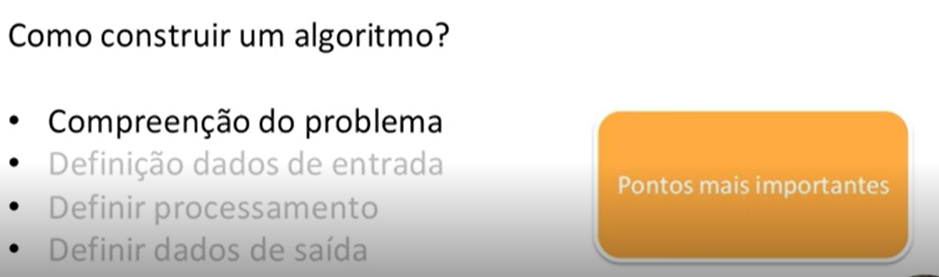 Como construir um algoritmo?
• Compreenção do problema
• Definição dados de entrada
• Definir processamento
• Definir dados de saída
Pontos mais importantes